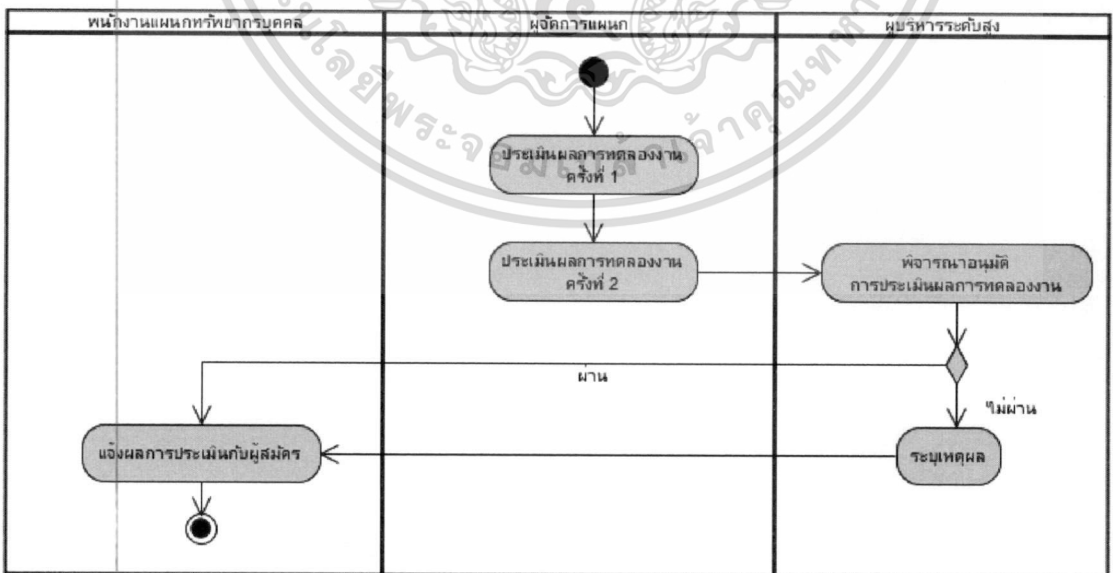 พนักงานแผนกทรัพยากรบุคคล
ผู้จัดการแผนก
ผู้บริหารระดับสูง
ประเมินผลการทดลองงาน
ครั้งที่ 1
ประเมินผลการทดลองงาน
ครั้งที่ 2
พิจารณาอนุมัติ
การประเมินผลการทดลองงาน
ผ่าน
ไม่ผ่าน
แจ้งผลการประเมินกับผู้สมัคร
ระบุเหตุผล